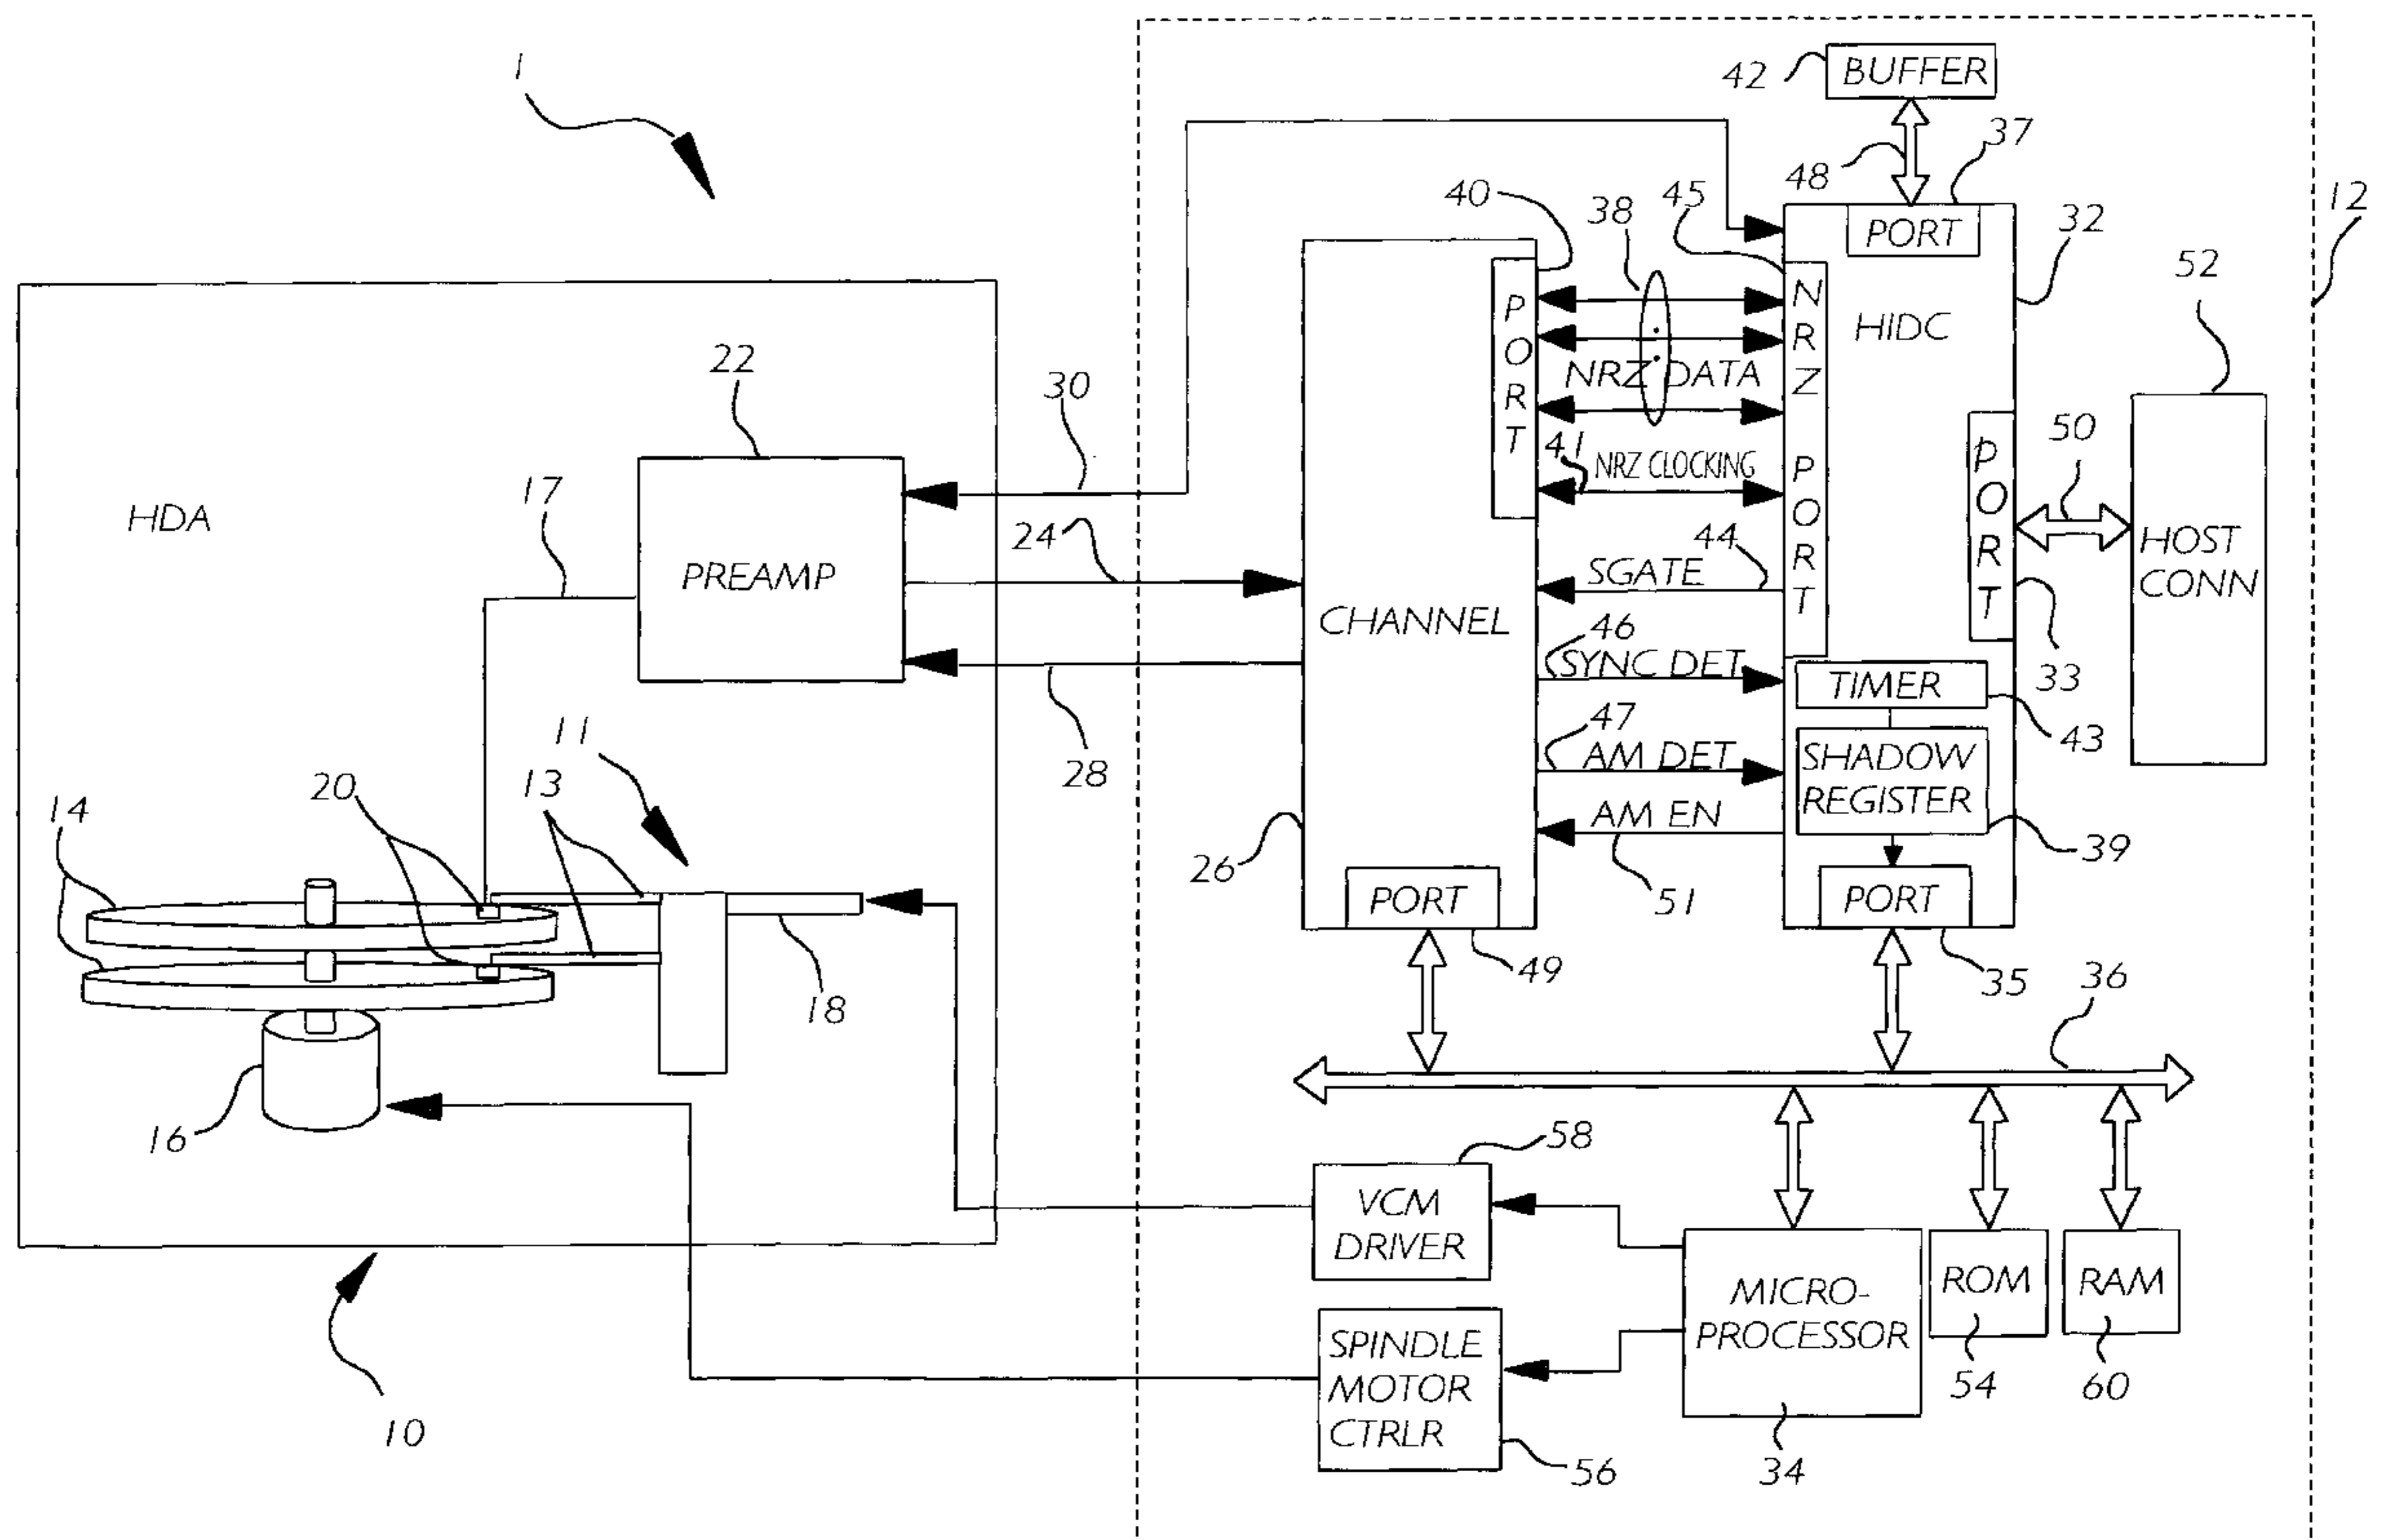 1
BUFFER
42
48
37
PORT
12
40
38
45
32
52
PORT
NRZ PORT
HIDC
NRZ DATA
22
30
41
NRZ CLOCKING
PORT
50
17
HDA
24
PREAMP
SGATE
44
HOST
CONN
CHANNEL
46
SYNC DET
TIMER
33
43
28
47
AM DET
SHADOW
REGISTER
11
13
20
14
AM EN
26
51
39
PORT
PORT
49
35
18
36
16
58
VCM
DRIVER
MICRO-
PROCESSOR
ROM
RAM
SPINDLE
MOTOR
CTRLR
54
60
10
56
34